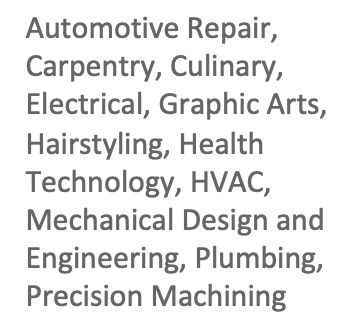 Automotive Repair,
Carpentry, Culinary,
Electrical, Graphic Arts,
Hairstyling, Health
Technology, HVAC,
Mechanical Design and
Engineering, Plumbing,
Precision Machining